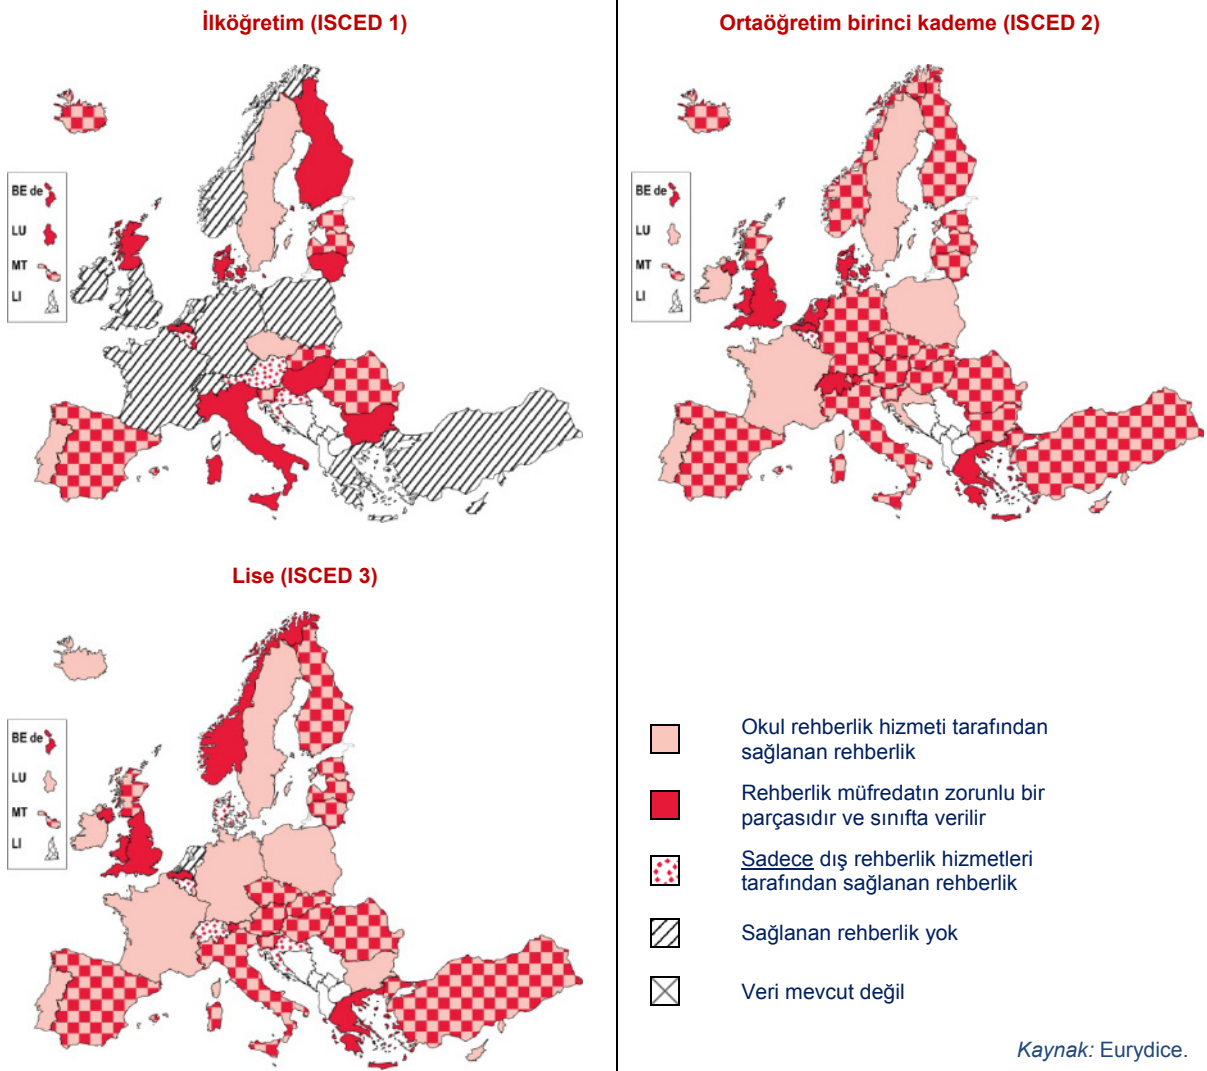 İlköğretim (ISCED 1)
BE de
LU
MT
LI
Ortaöğretim birinci kademe (ISCED 2)
BE de
LU
MT
LI
Lise (ISCED 3)
BE de
LU
MT
LI
Okul rehberlik hizmeti tarafından
sağlanan rehberlik
Rehberlik müfredatın zorunlu bir
parçasıdır ve sınıfta verilir
Sadece dış rehberlik hizmetleri
tarafından sağlanan rehberlik
Sağlanan rehberlik yok
Veri mevcut değil
Kaynak: Eurydice.